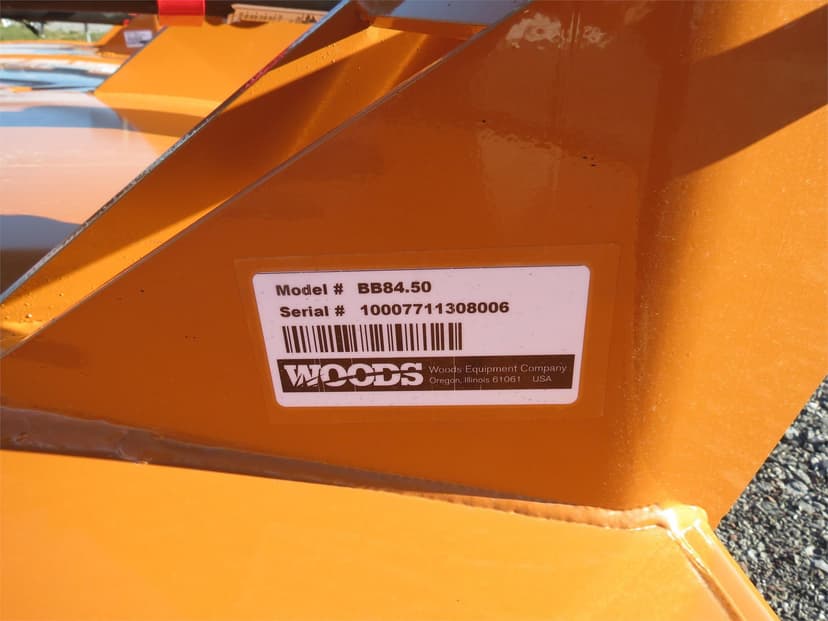 Model # BB84.50
Serial # 10007711308006
WOODS Woods Equipment Company
Oregon, Illinois 61061 USA